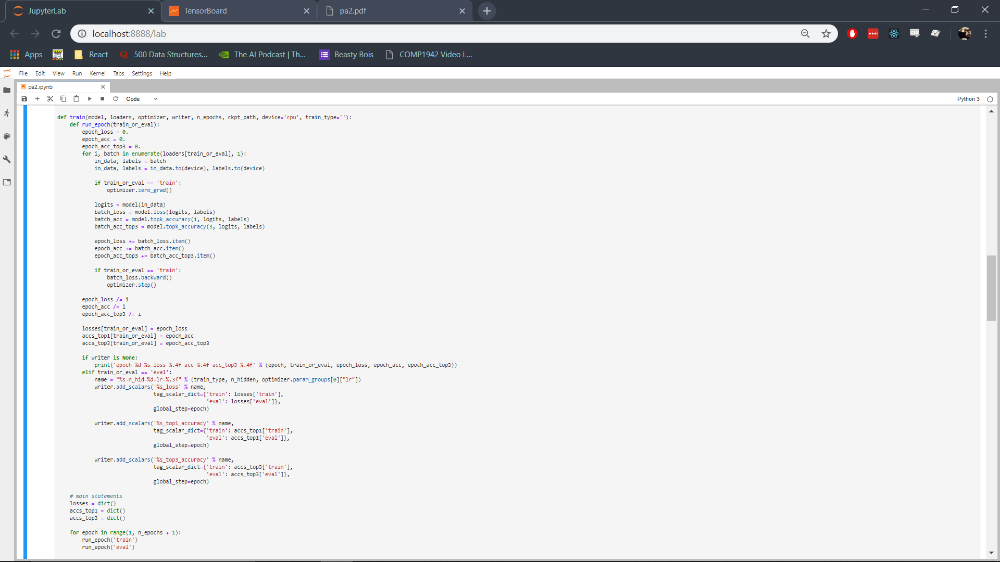 JupyterLab
TensorBoard
pa2.pdf
localhost:8888/lab
Apps
React
500 Data Structures...
The AI Podcast | Th...
Beasty Bois
COMP1942 Video L...
File Edit View Run Kernel Tabs Settings Help
pa2.ipynb
Code
Python 3
def train(model, loaders, optimizer, writer, n_epochs, ckpt_path, device='cpu', train_type=''):
    def run_epoch(train_or_eval):
        epoch_loss = 0.
        epoch_acc = 0.
        epoch_acc_top3 = 0.
        for i, batch in enumerate(loaders[train_or_eval], 1):
            in_data, labels = batch
            in_data, labels = in_data.to(device), labels.to(device)
            if train_or_eval == 'train':
                optimizer.zero_grad()
            logits = model(in_data)
            batch_loss = model.loss(logits, labels)
            batch_acc = model.topk_accuracy(1, logits, labels)
            batch_acc_top3 = model.topk_accuracy(3, logits, labels)
            epoch_loss += batch_loss.item()
            epoch_acc += batch_acc.item()
            epoch_acc_top3 += batch_acc_top3.item()
            if train_or_eval == 'train':
                batch_loss.backward()
                optimizer.step()
        epoch_loss /= i
        epoch_acc /= i
        epoch_acc_top3 /= i
        losses[train_or_eval] = epoch_loss
        accs_top1[train_or_eval] = epoch_acc
        accs_top3[train_or_eval] = epoch_acc_top3
        if writer is None:
            print('epoch %d %s loss %.4f acc %.4f acc_top3 %.4f' % (epoch, train_or_eval, epoch_loss, epoch_acc, epoch_acc_top3))
        elif train_or_eval == 'eval':
            name = "%s-n_hid-%d-lr-%.3f" % (train_type, n_hidden, optimizer.param_groups[0]["lr"])
            writer.add_scalars('%s_loss' % name,
                               tag_scalar_dict={'train': losses['train'],
                                                'eval': losses['eval']},
                               global_step=epoch)
            writer.add_scalars('%s_top1_accuracy' % name,
                               tag_scalar_dict={'train': accs_top1['train'],
                                                'eval': accs_top1['eval']},
                               global_step=epoch)
            writer.add_scalars('%s_top3_accuracy' % name,
                               tag_scalar_dict={'train': accs_top3['train'],
                                                'eval': accs_top3['eval']},
                               global_step=epoch)
    # main statements
    losses = dict()
    accs_top1 = dict()
    accs_top3 = dict()
    for epoch in range(1, n_epochs + 1):
        run_epoch('train')
        run_epoch('eval')